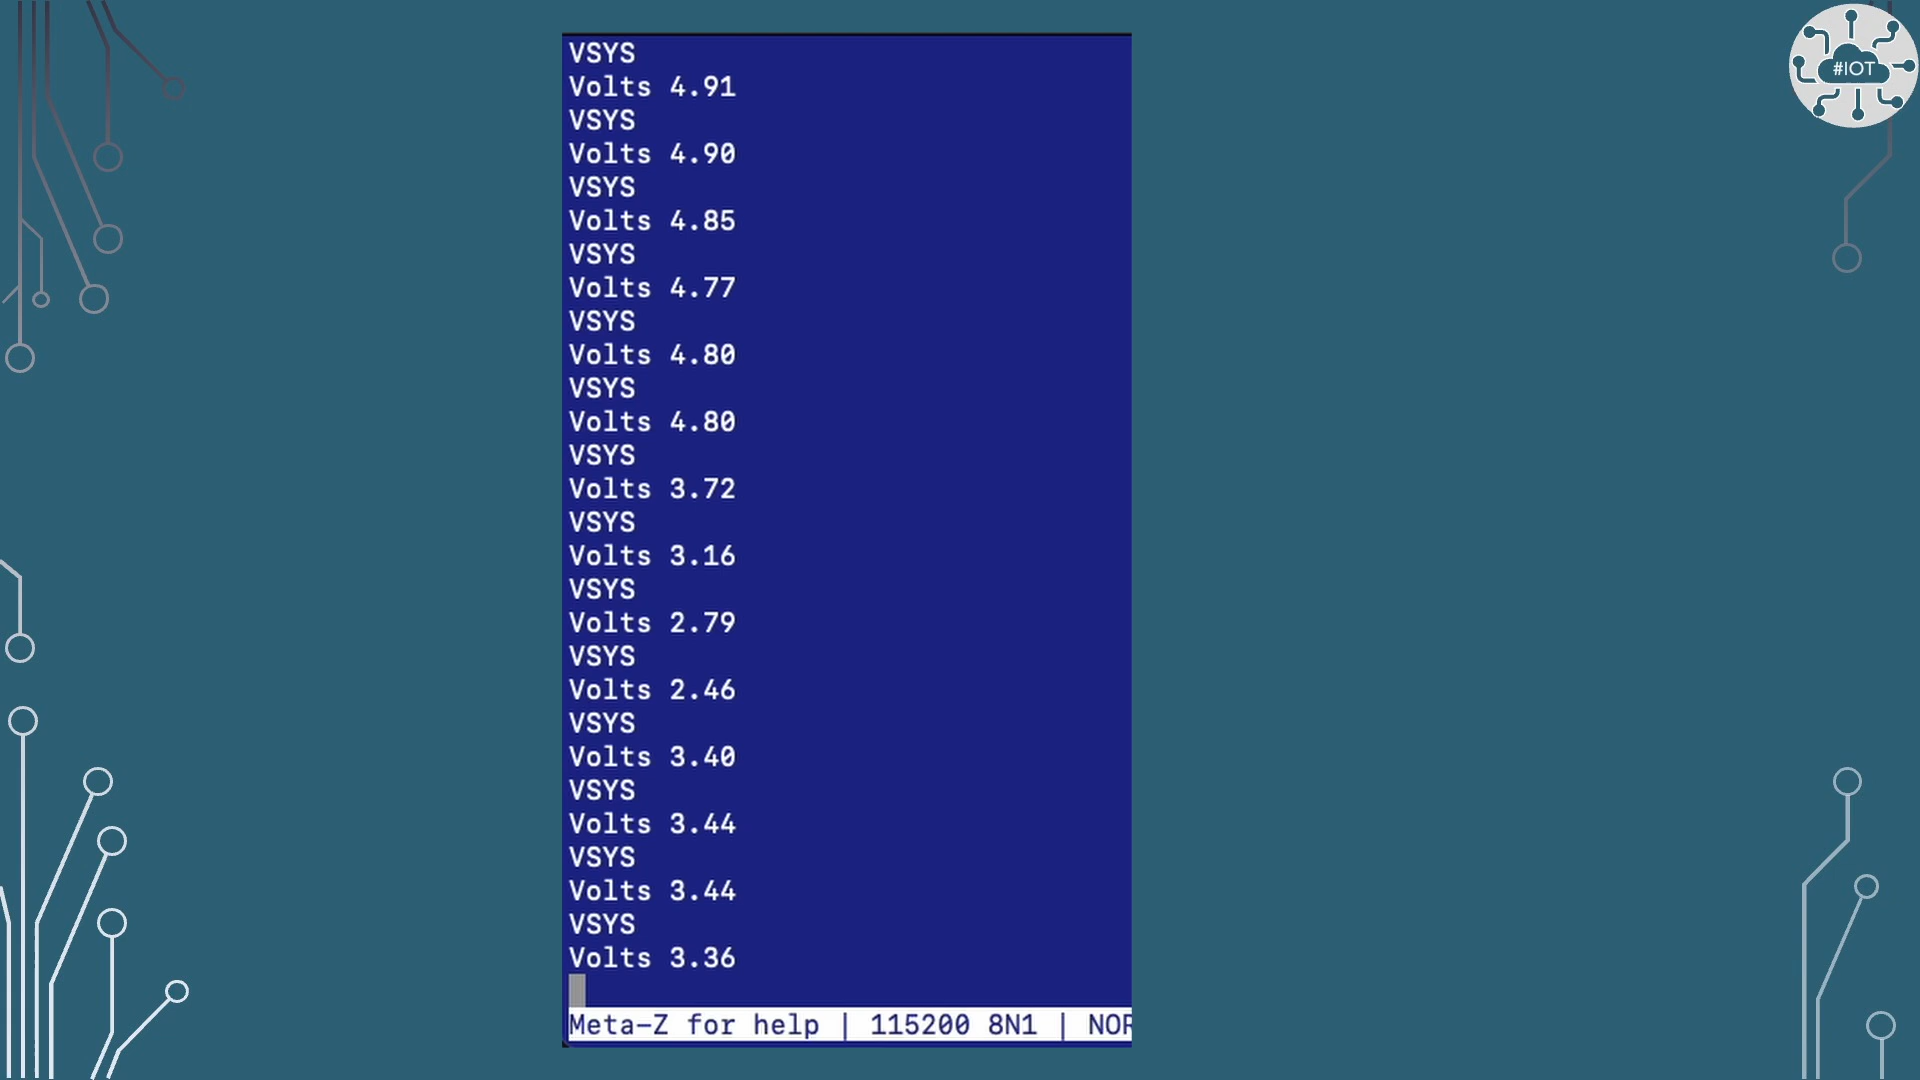 VSYS
Volts 4.91
VSYS
Volts 4.90
VSYS
Volts 4.85
VSYS
Volts 4.77
VSYS
Volts 4.80
VSYS
Volts 4.80
VSYS
Volts 3.72
VSYS
Volts 3.16
VSYS
Volts 2.79
VSYS
Volts 2.46
VSYS
Volts 3.40
VSYS
Volts 3.44
VSYS
Volts 3.44
VSYS
Volts 3.36
Meta-Z for help | 115200 8N1 | NOR
#IOT